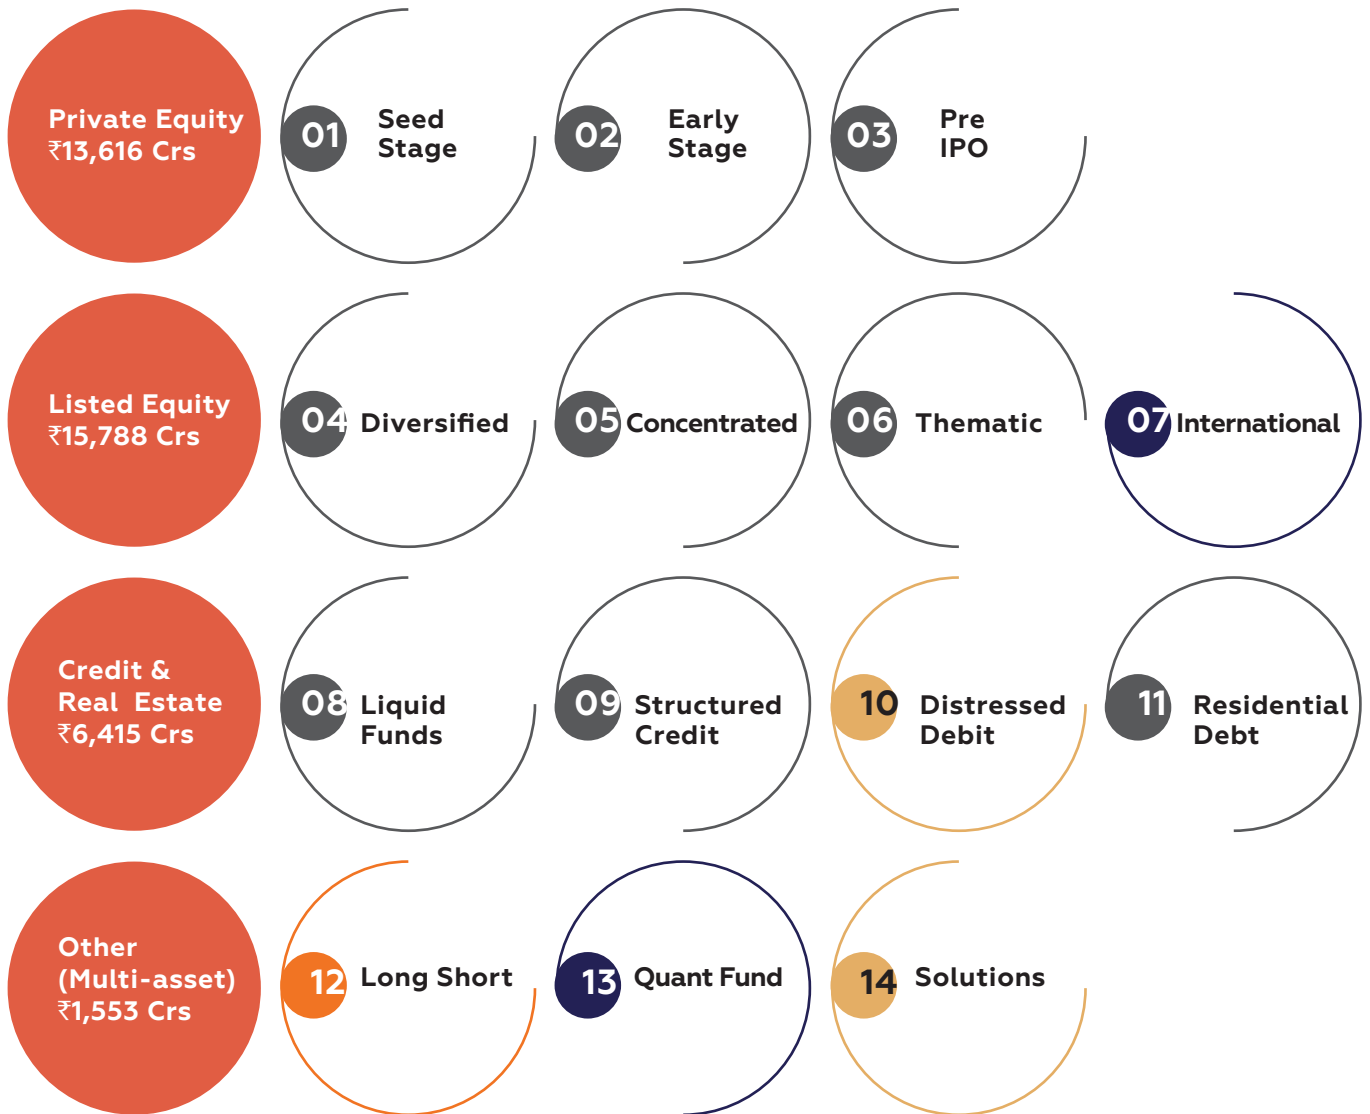 Private Equity
₹13,616 Crs
01
Seed
Stage
02
Early
Stage
03
Pre
IPO
Listed Equity
₹15,788 Crs
04
Diversified
05
Concentrated
06
Thematic
07
International
Credit &
Real Estate
₹6,415 Crs
08
Liquid
Funds
09
Structured
Credit
10
Distressed
Debit
11
Residential
Debt
Other
(Multi-asset)
₹1,553 Crs
12
Long Short
13
Quant Fund
14
Solutions